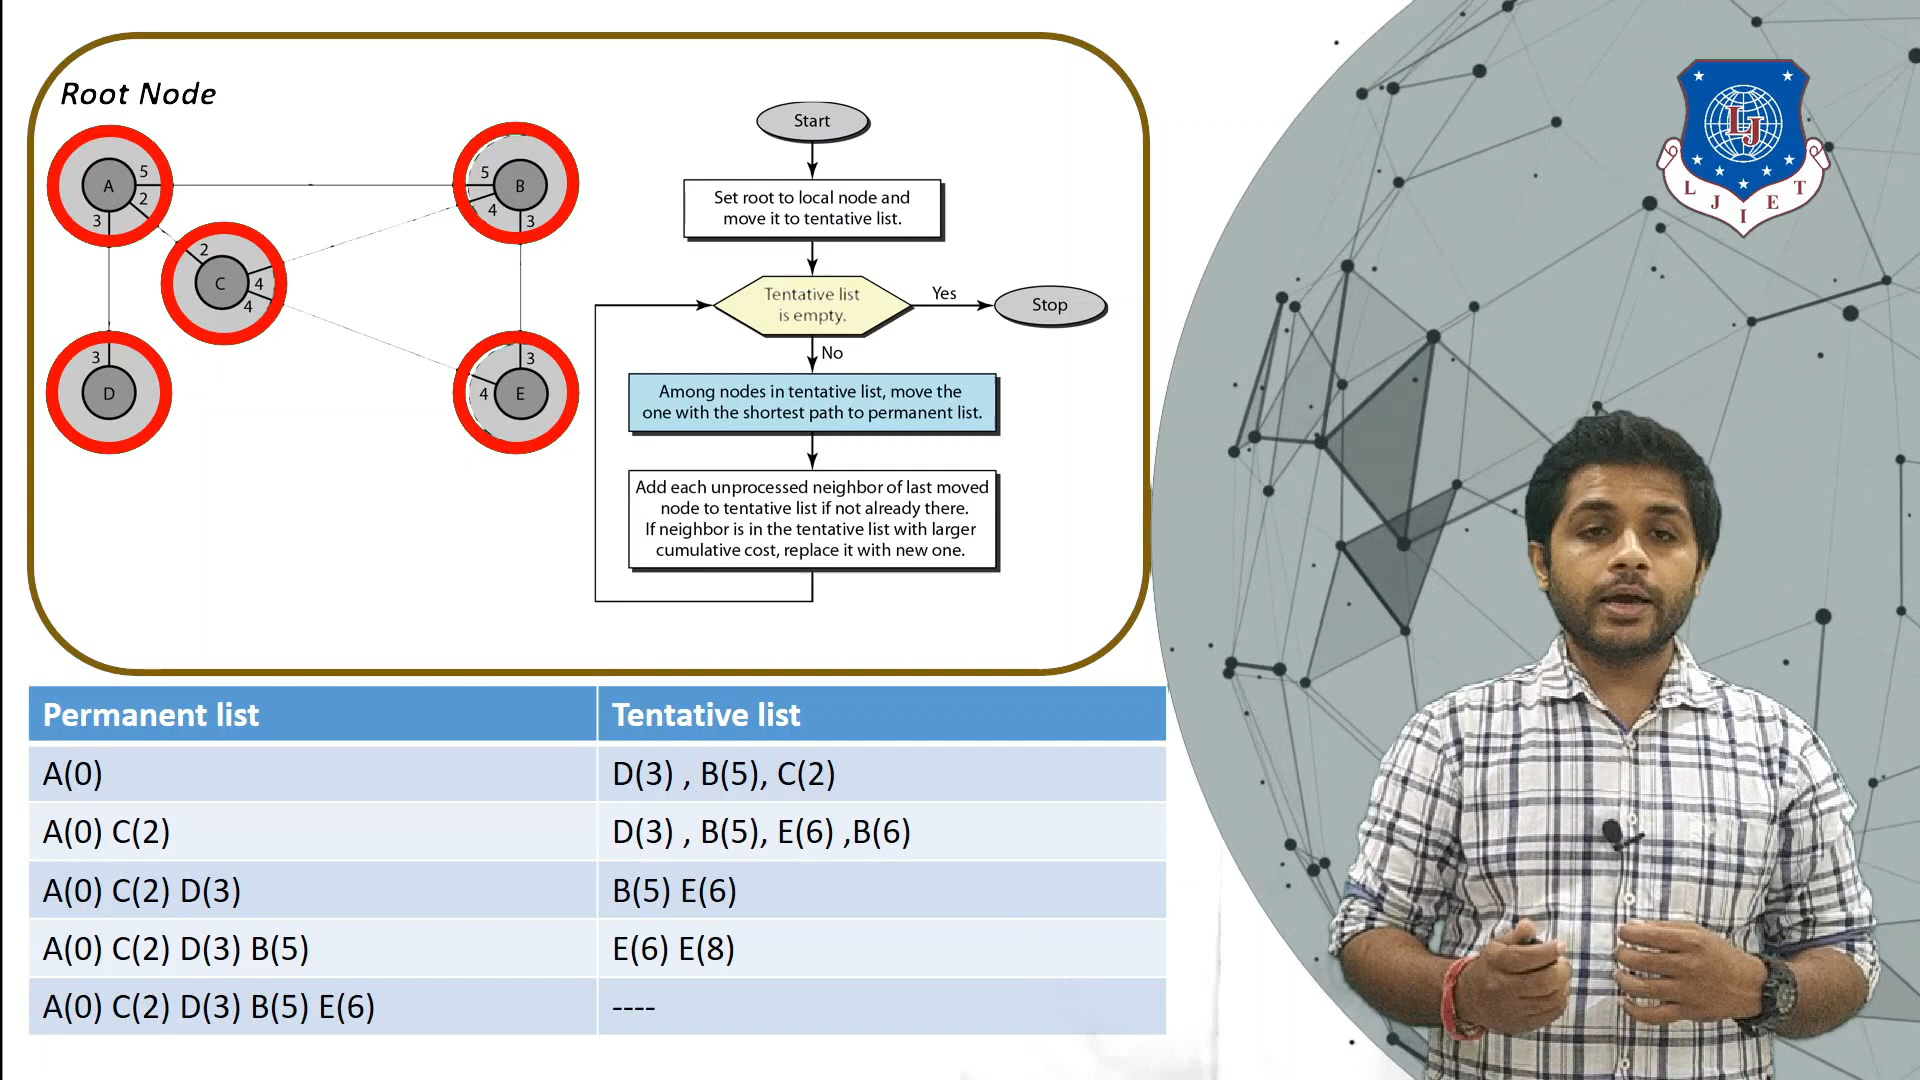 Root Node
A
5
2
3
B
5
4
3
C
2
4
4
D
3
E
3
4
Start
Set root to local node and
move it to tentative list.
Tentative list
is empty.
Yes
Stop
No
Among nodes in tentative list, move the
one with the shortest path to permanent list.
Add each unprocessed neighbor of last moved
node to tentative list if not already there.
If neighbor is in the tentative list with larger
cumulative cost, replace it with new one.
LJ
L J I E T
Permanent list Tentative list
A(0) D(3) , B(5), C(2)
A(0) C(2) D(3) , B(5), E(6) ,B(6)
A(0) C(2) D(3) B(5) E(6)
A(0) C(2) D(3) B(5) E(6) E(8)
A(0) C(2) D(3) B(5) E(6) ----